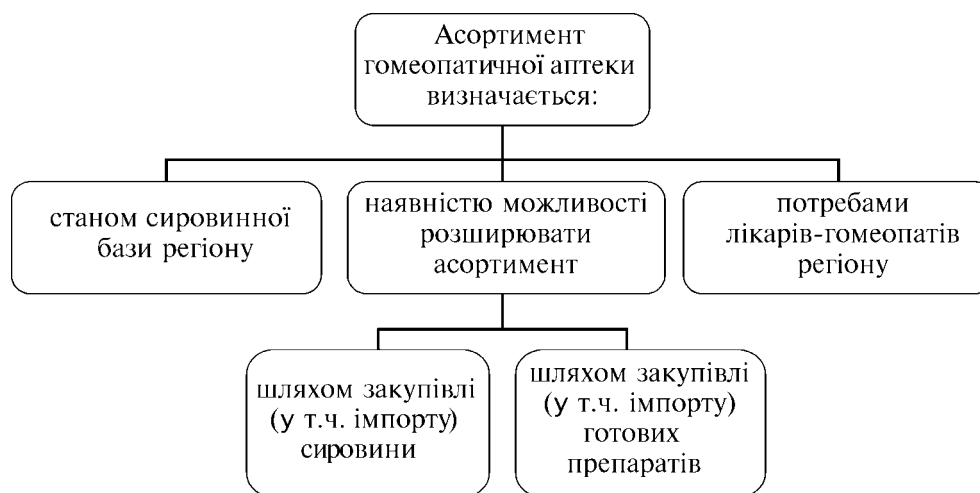 Асортимент
гомеопатичної аптеки
визначається:
станом сировинної
бази регіону
наявністю можливості
розширювати
асортимент
потребами
лікарів-гомеопатів
регіону
шляхом закупівлі
(у т.ч. імпорту)
сировини
шляхом закупівлі
(у т.ч. імпорту)
готових
препаратів